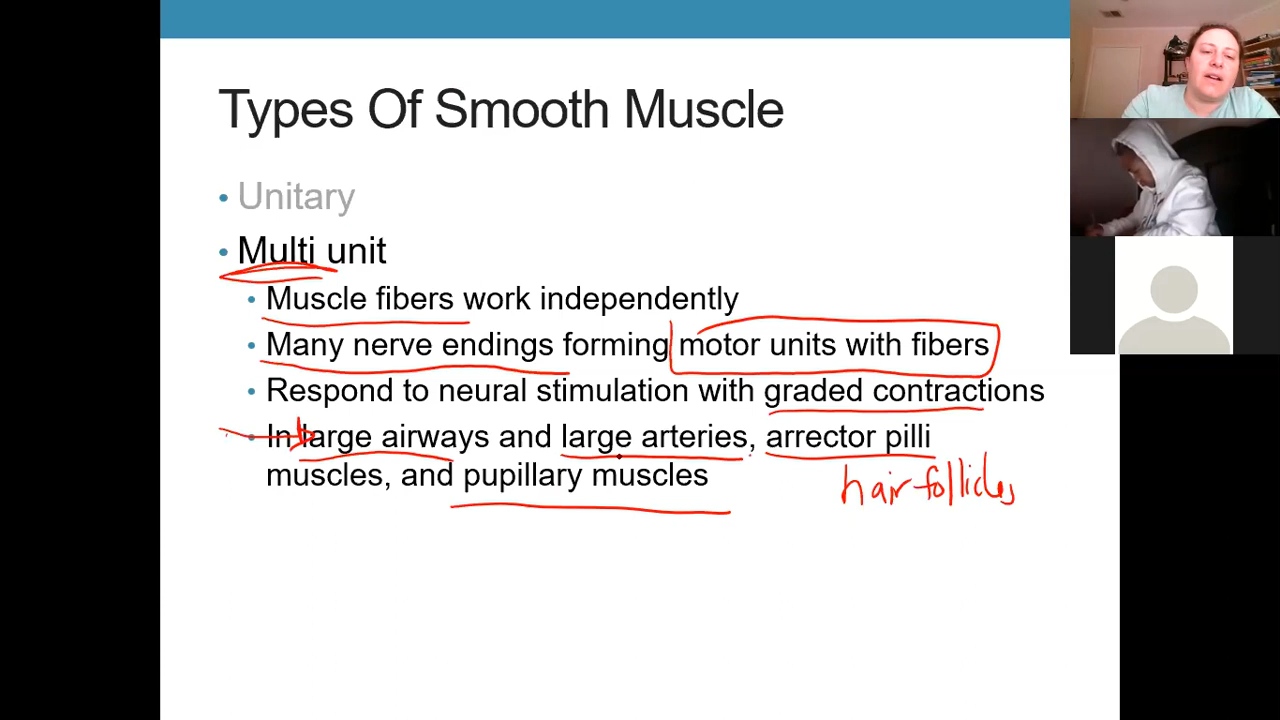 Types Of Smooth Muscle
• Unitary
• Multi unit
• Muscle fibers work independently
• Many nerve endings forming motor units with fibers
• Respond to neural stimulation with graded contractions
• In large airways and large arteries, arrector pilli
muscles, and pupillary muscles
hair follicles